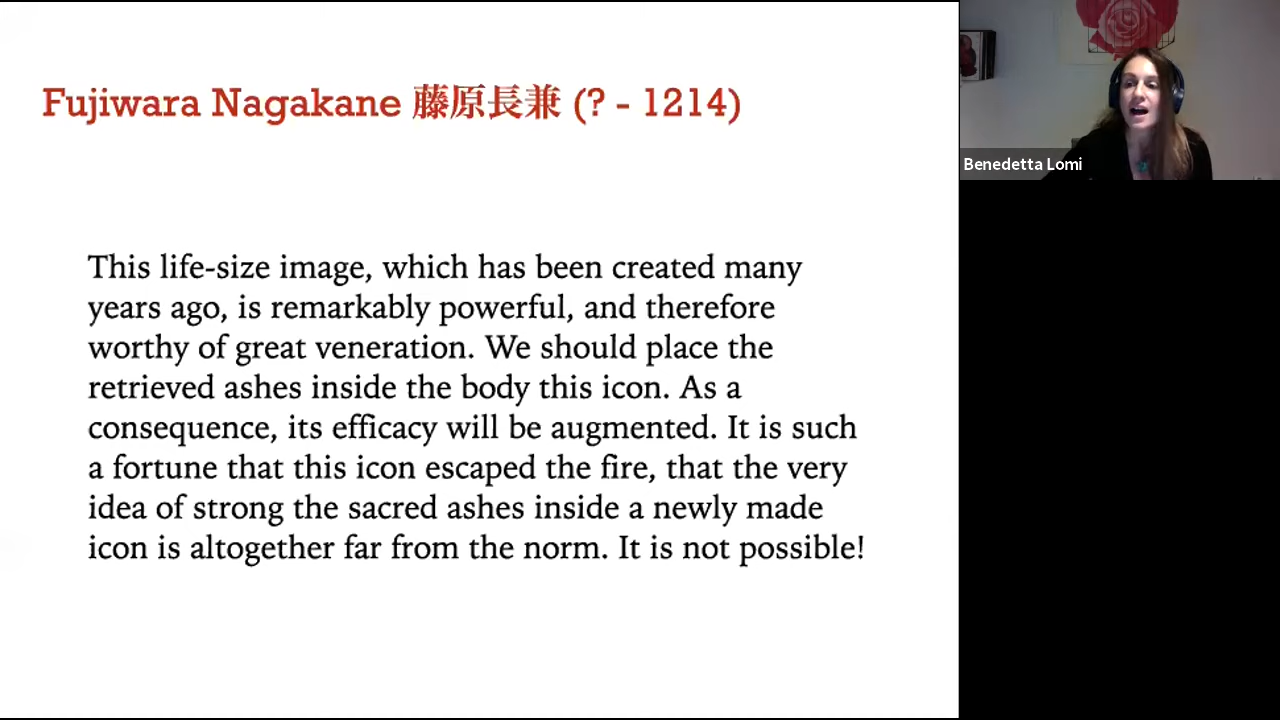 Fujiwara Nagakane 藤原長兼 (? - 1214)
This life-size image, which has been created many
years ago, is remarkably powerful, and therefore
worthy of great veneration. We should place the
retrieved ashes inside the body this icon. As a
consequence, its efficacy will be augmented. It is such
a fortune that this icon escaped the fire, that the very
idea of strong the sacred ashes inside a newly made
icon is altogether far from the norm. It is not possible!
Benedetta Lomi